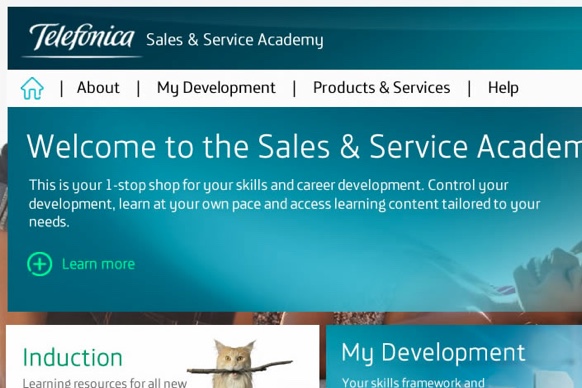 Telefónica Sales & Service Academy
About | My Development | Products & Services | Help
Welcome to the Sales & Service Academ
This is your 1-stop shop for your skills and career development. Control your
development, learn at your own pace and access learning content tailored to your
needs.
Learn more
Induction
Learning resources for all new
My Development
Your skills framework and